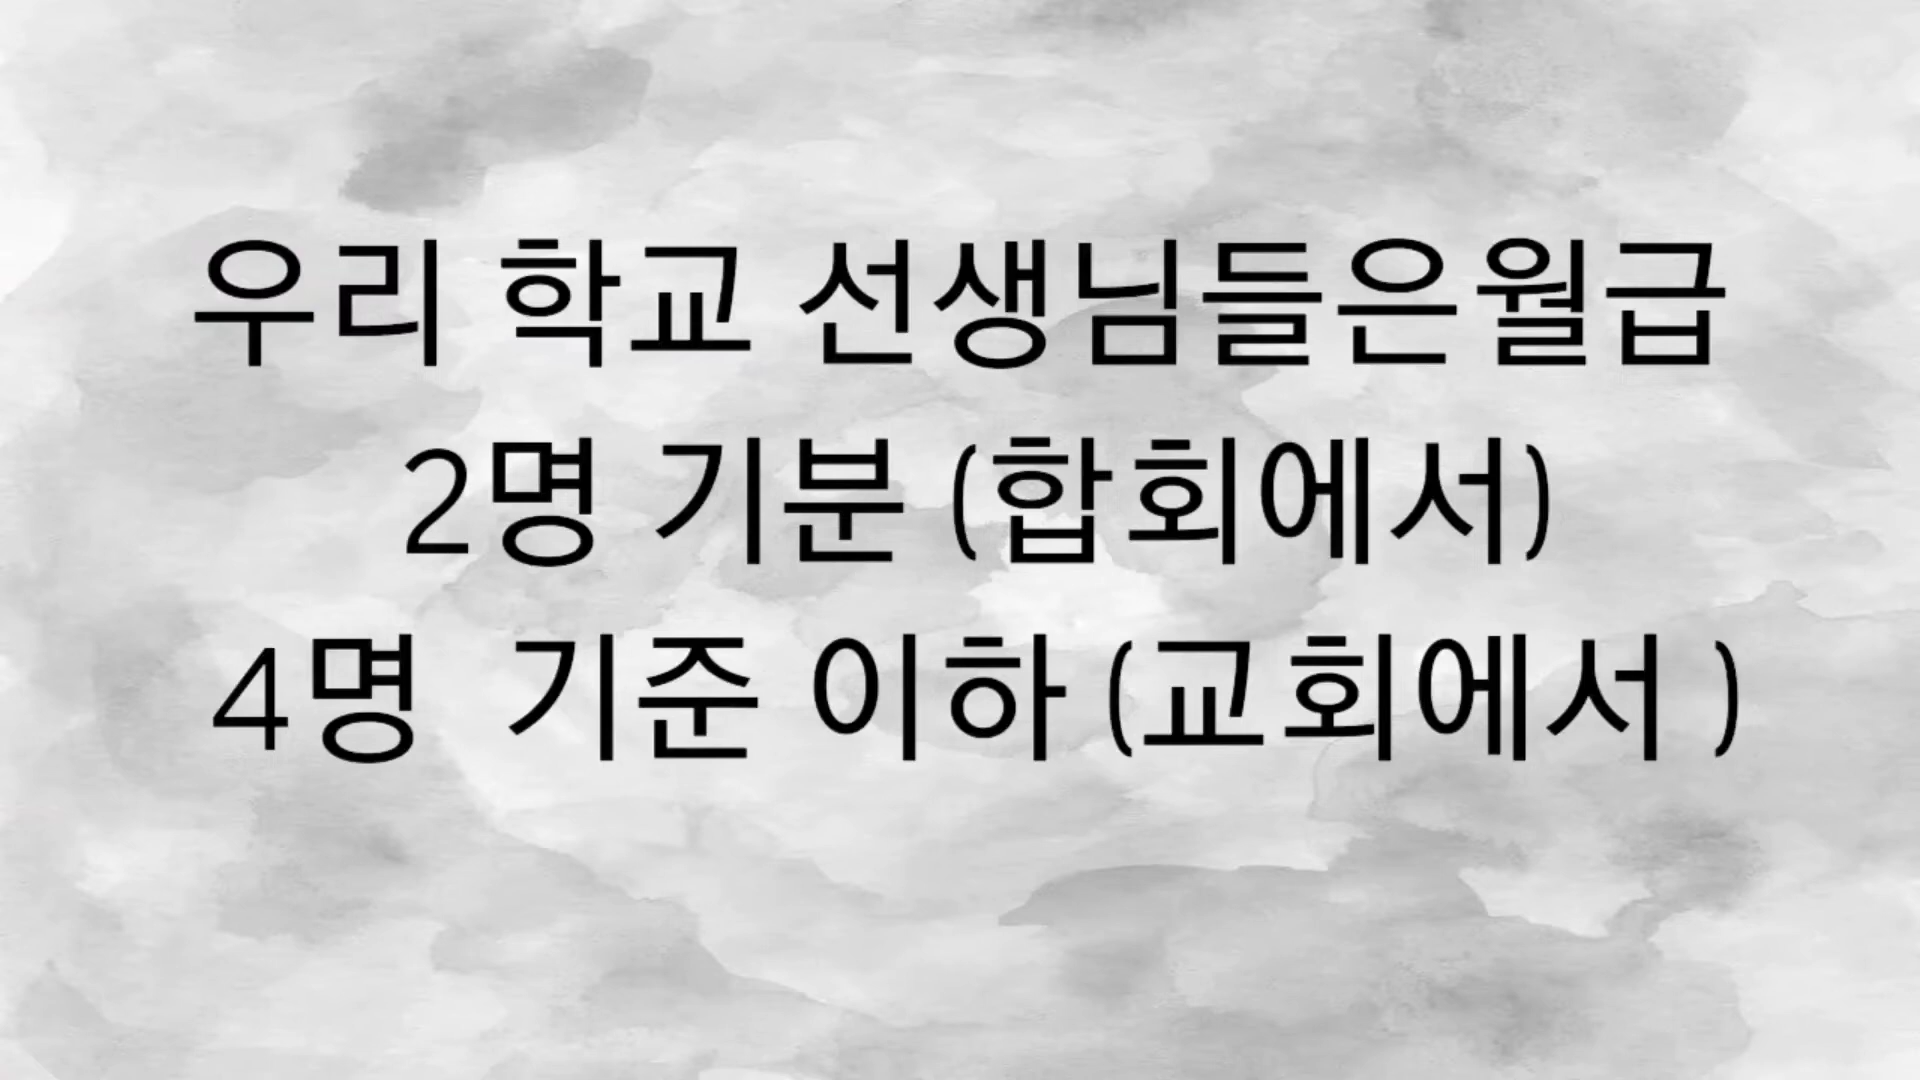 우리 학교 선생님들은월급
2명 기분 (합회에서)
4명 기준 이하 (교회에서 )